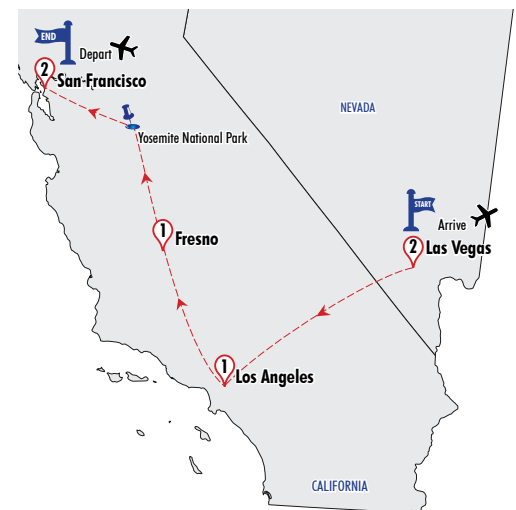 END
Depart
2
San-Francisco
NEVADA
Yosemite National Park
START
Arrive
1
Fresno
2
Las Vegas
1
Los Angeles
CALIFORNIA